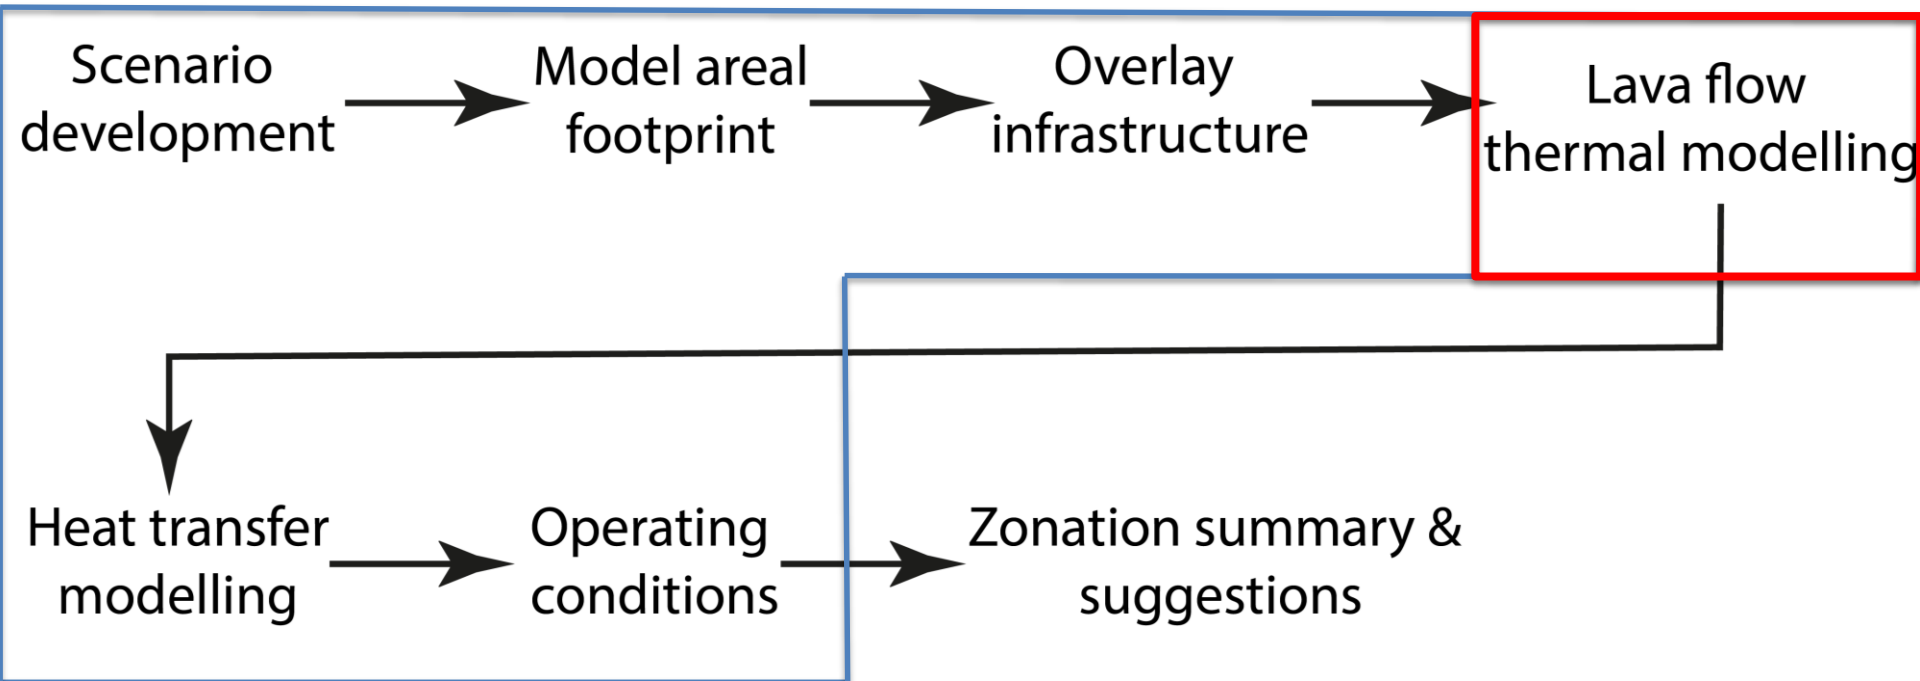 Scenario
development
Model areal
footprint
Overlay
infrastructure
Lava flow
thermal modelling
Heat transfer
modelling
Operating
conditions
Zonation summary &
suggestions